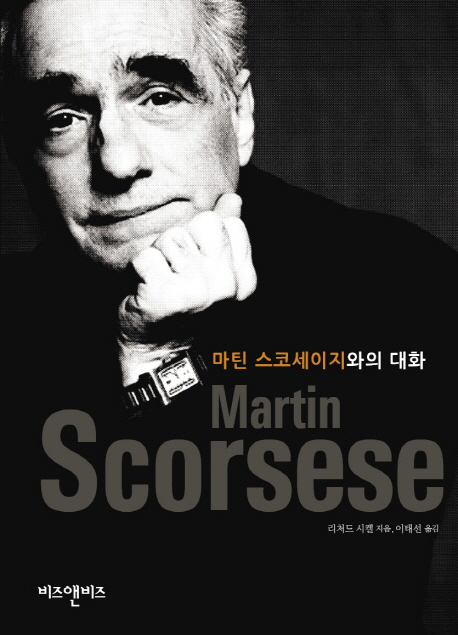 마틴 스코세이지와의 대화
Martin
Scorsese
리처드 시켈 지음, 이태선 옮김
비즈앤비즈